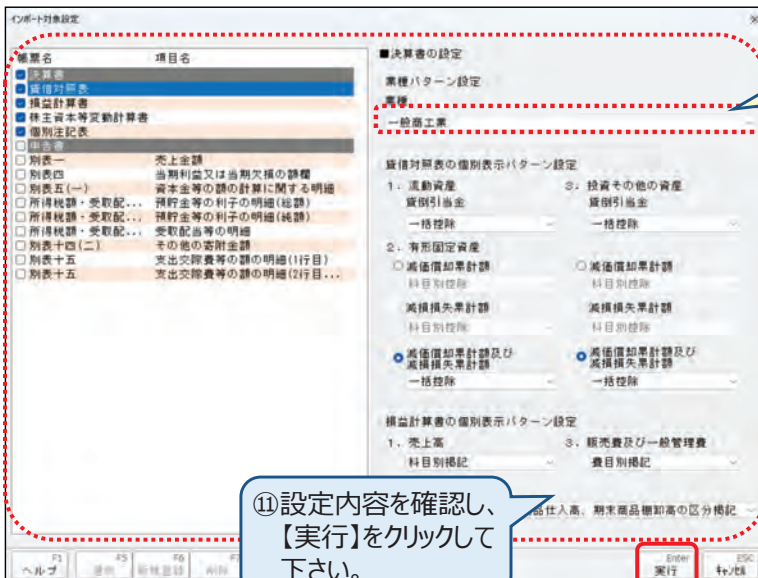 インポート対象設定
帳票名 項目名
決算書
貸借対照表
損益計算書
株主資本等変動計算書
個別注記表
申告書
別表一 売上金額
別表四 当期利益又は当期欠損の額欄
別表五(一) 資本金等の額の計算に関する明細
所得税額・受取配... 預貯金等の利子の明細(総額)
所得税額・受取配... 預貯金等の利子の明細(純額)
所得税額・受取配... 受取配当等の明細
別表十四(二) その他の寄附金額
別表十五 支出交際費等の額の明細(1行目)
別表十五 支出交際費等の額の明細(2行目...
■決算書の設定
業種パターン設定
業種
一般商工業
貸借対照表の個別表示パターン設定
1. 流動資産 3. 投資その他の資産
貸倒引当金 貸倒引当金
一括控除 一括控除
2. 有形固定資産
減価償却累計額 減価償却累計額
科目別控除 科目別控除
減損損失累計額 減損損失累計額
科目別控除 科目別控除
減価償却累計額及び 減価償却累計額及び
減損損失累計額 減損損失累計額
一括控除 一括控除
損益計算書の個別表示パターン設定
1. 売上高 3. 販売費及び一般管理費
科目別掲記 費目別掲記
品仕入高、期末商品棚卸高の区分掲記
⑪設定内容を確認し、
【実行】をクリックして
下さい。
F1 F5 F6 F7 Enter ESC
ヘルプ 選択 新規登録 削除 実行 キャンセル